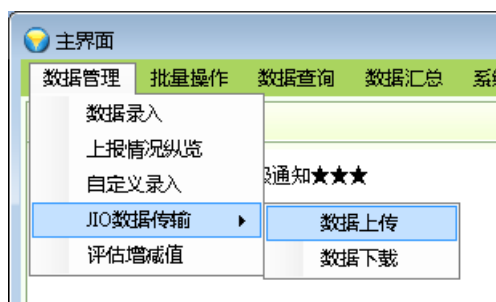 主界面
数据管理 批量操作 数据查询 数据汇总
数据录入
上报情况纵览
通知★★★
自定义录入
JIO数据传输 数据上传
评估增减值 数据下载